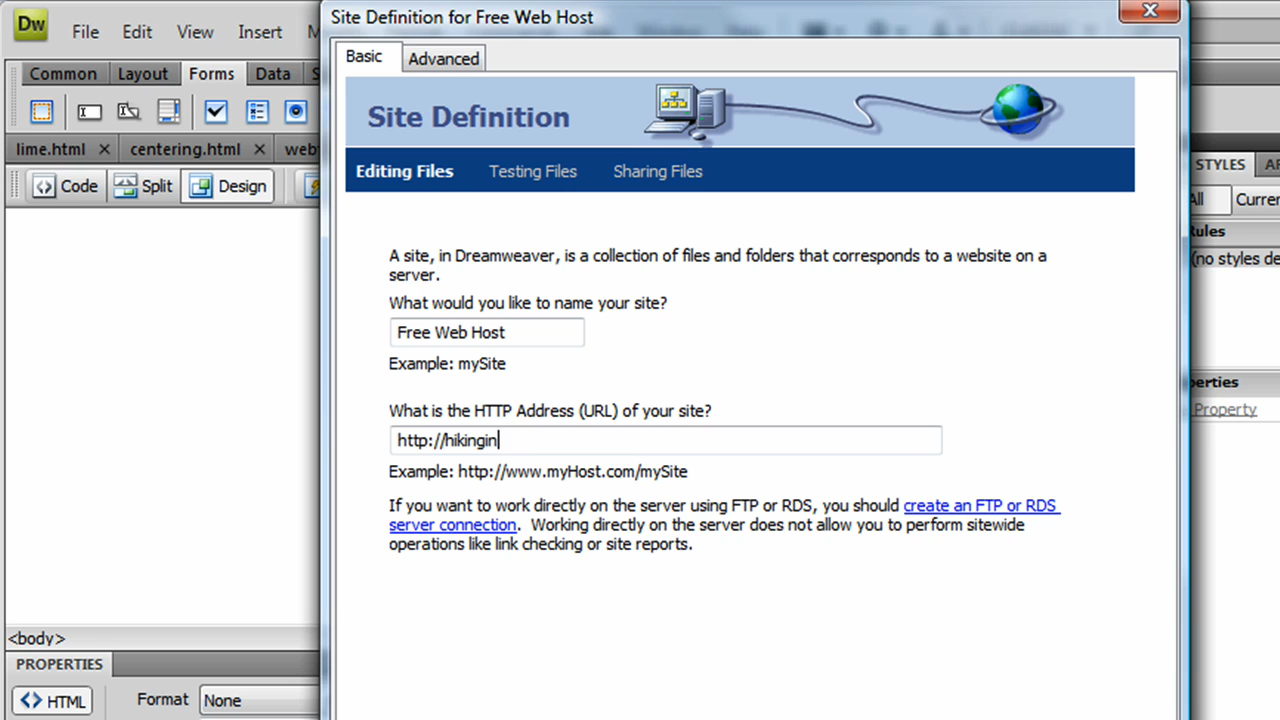 Site Definition for Free Web Host
Dw File Edit View Insert
Basic Advanced
Common Layout Forms Data
Site Definition
lime.html × centering.html ×
Editing Files Testing Files Sharing Files
STYLES
Code Split Design
All
A site, in Dreamweaver, is a collection of files and folders that corresponds to a website on a
server.
(no styles de
What would you like to name your site?
Free Web Host
Example: mySite
What is the HTTP Address (URL) of your site?
Property
http://hikingin
Example: http://www.myHost.com/mySite
If you want to work directly on the server using FTP or RDS, you should create an FTP or RDS
server connection. Working directly on the server does not allow you to perform sitewide
operations like link checking or site reports.
<body>
PROPERTIES
HTML Format None